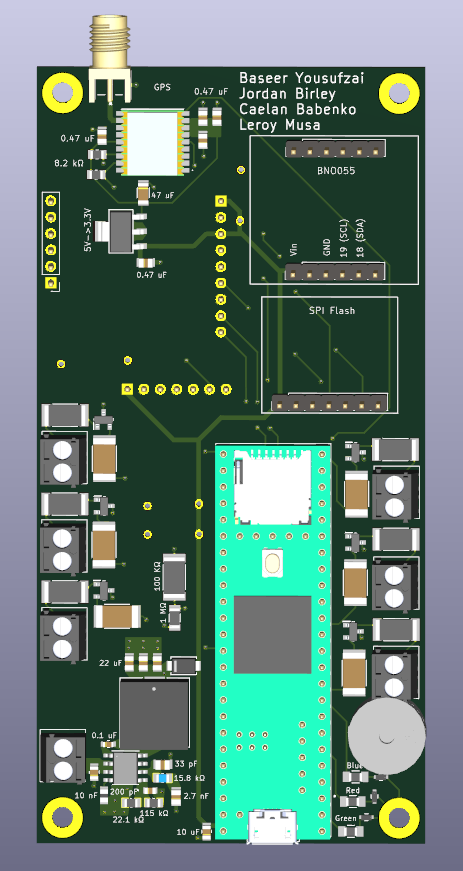 GPS
Baseer Yousufzai
Jordan Birley
Caelan Babenko
Leroy Musa
0.47 uF
0.47 uF
8.2 kΩ
47 uF
5V->3.3V
0.47 uF
BNO055
Vin
GND
19 (SCL)
18 (SDA)
SPI Flash
100 KΩ
1 MΩ
22 uF
0.1 uF
33 pF
15.8 kΩ
200 pF
10 nF
2.7 nF
115 kΩ
22.1 kΩ
10 uF
Blue
Red
Green